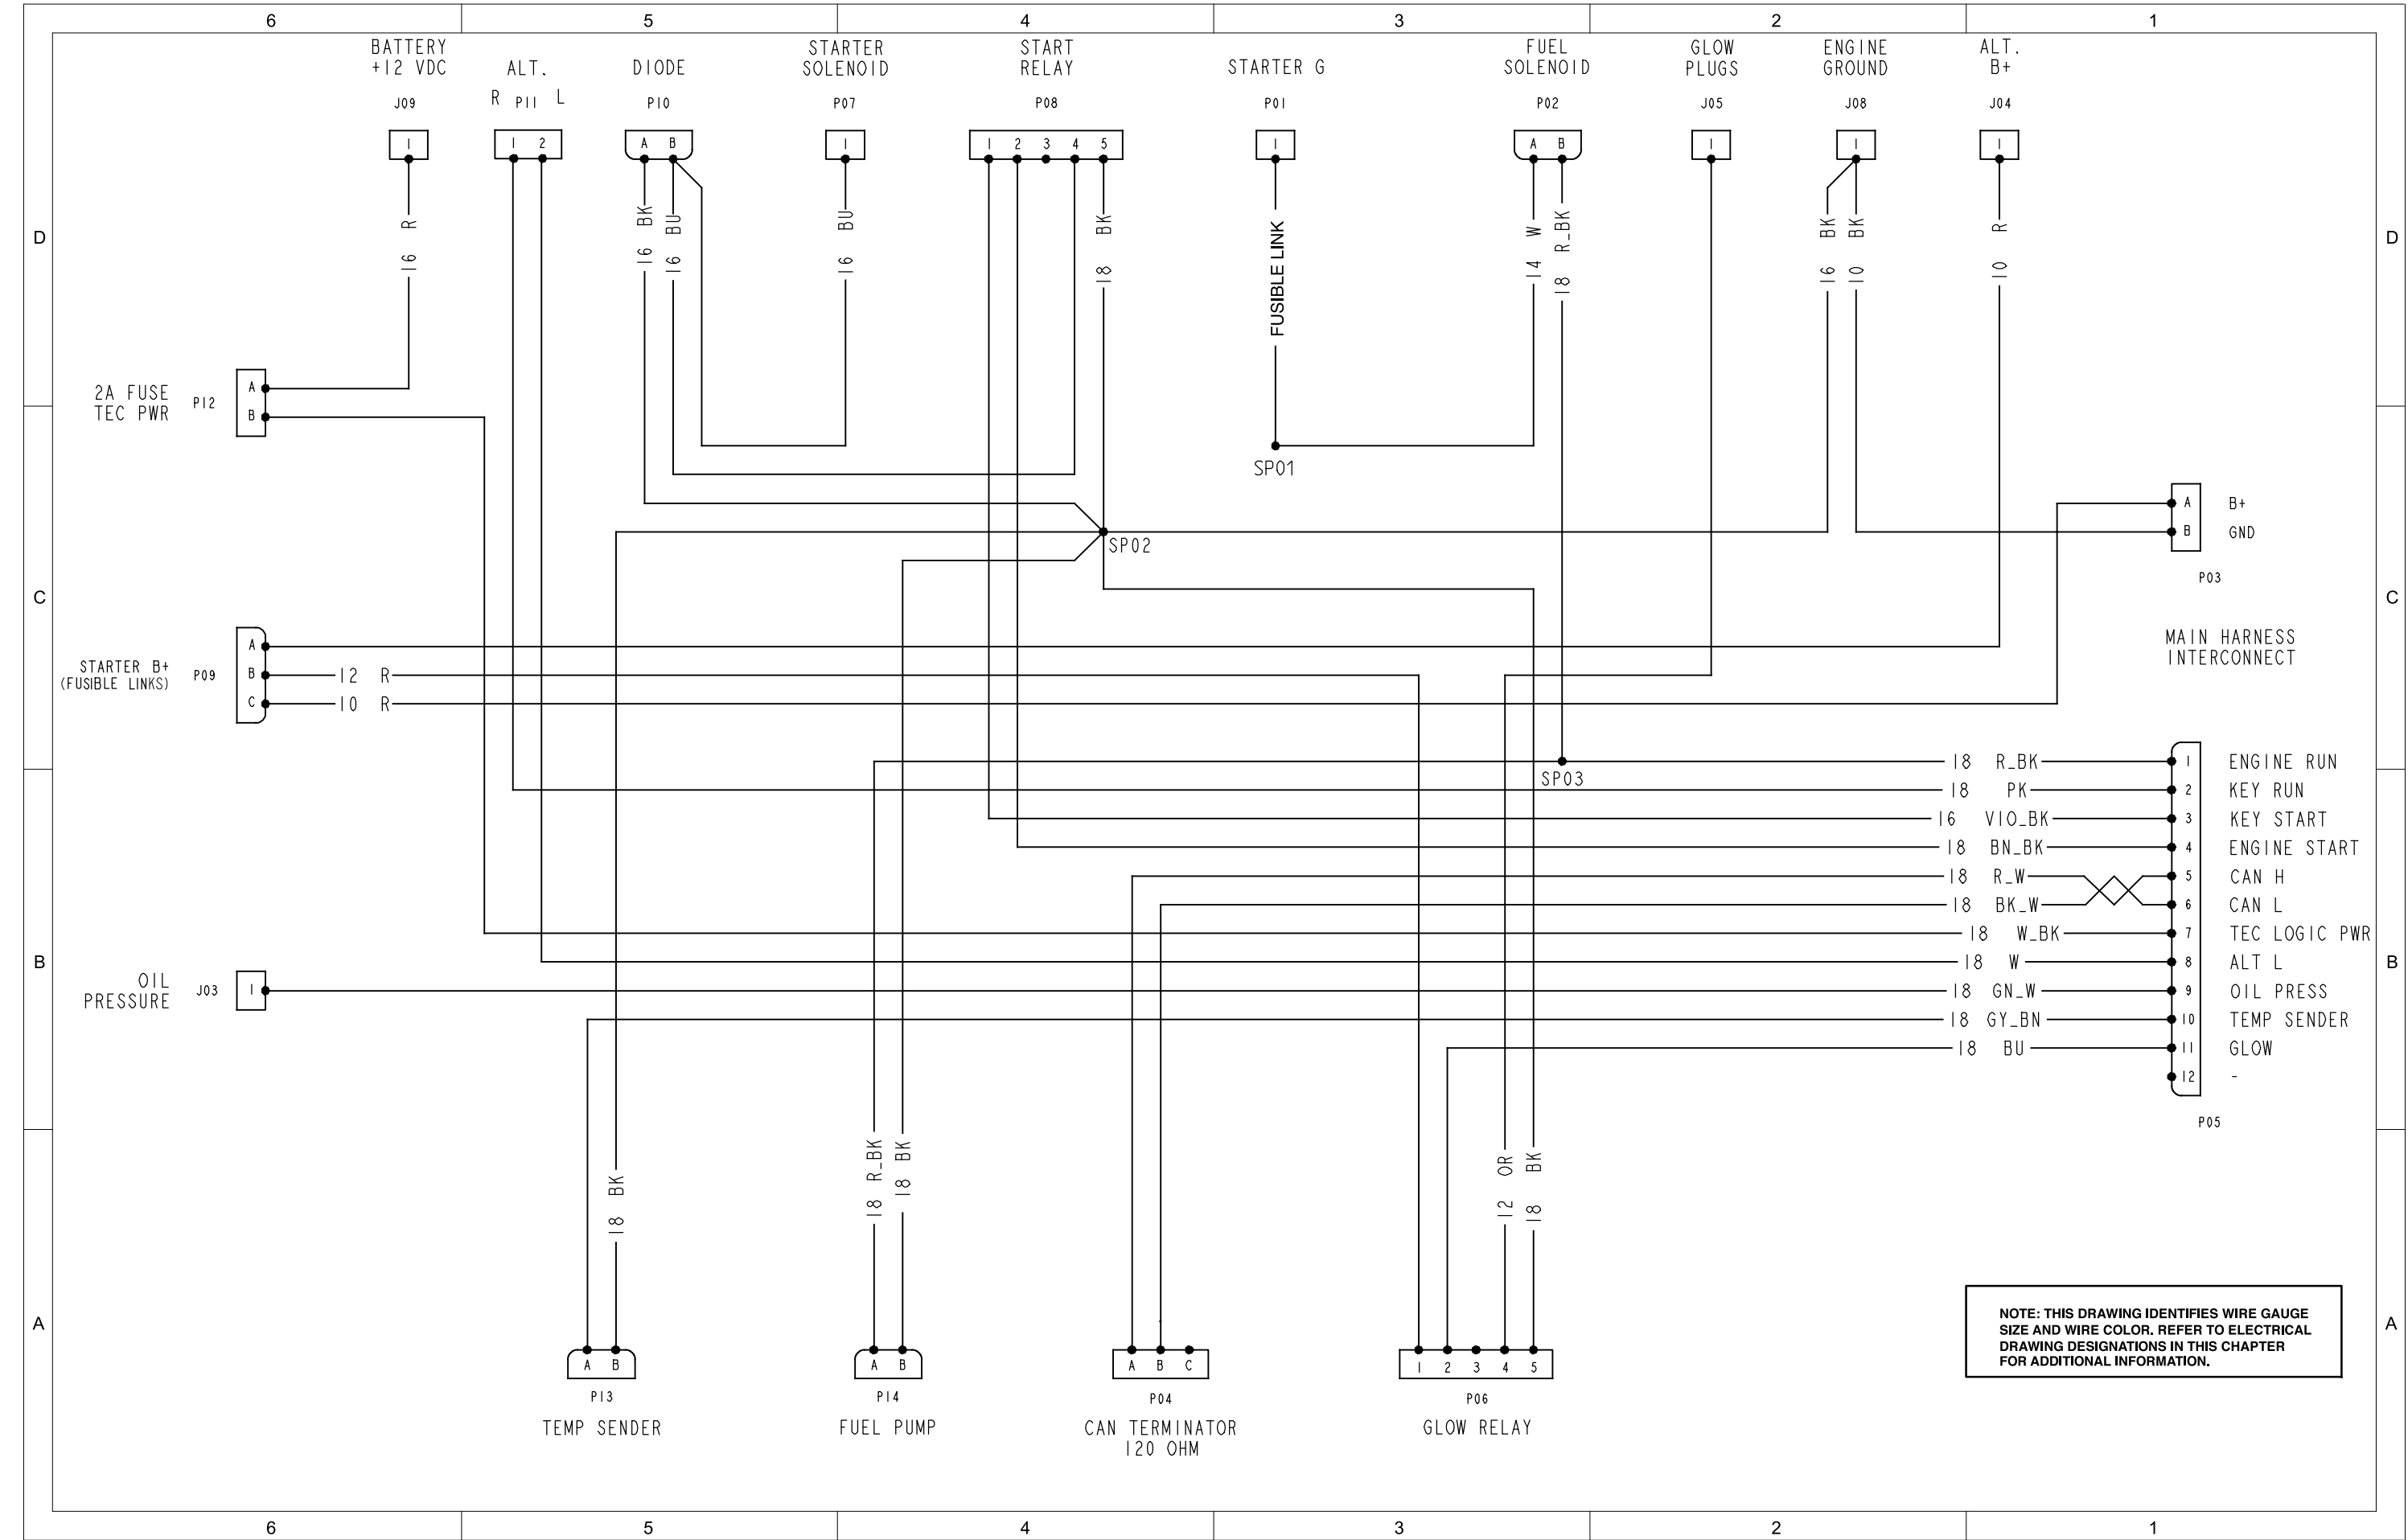 6 5 4 3 2 1
BATTERY
+12 VDC
J09
1
ALT.
R P11 L
1 2
DIODE
P10
A B
STARTER
SOLENOID
P07
1
START
RELAY
P08
1 2 3 4 5
STARTER G
P01
1
FUEL
SOLENOID
P02
A B
GLOW
PLUGS
J05
1
ENGINE
GROUND
J08
1
ALT.
B+
J04
1
D
D
16 R
16 BK
16 BU
16 BU
18 BK
FUSIBLE LINK
14 W
18 R_BK
16 BK
10 BK
10 R
2A FUSE
TEC PWR
P12
A
B
SP01
SP02
A B+
B GND
P03
C
C
MAIN HARNESS
INTERCONNECT
STARTER B+
(FUSIBLE LINKS)
P09
A
B 12 R
C 10 R
SP03
18 R_BK 1 ENGINE RUN
18 PK 2 KEY RUN
16 VIO_BK 3 KEY START
18 BN_BK 4 ENGINE START
18 R_W 5 CAN H
18 BK_W 6 CAN L
18 W_BK 7 TEC LOGIC PWR
18 W 8 ALT L
18 GN_W 9 OIL PRESS
18 GY_BN 10 TEMP SENDER
18 BU 11 GLOW
12 -
P05
B
B
OIL
PRESSURE
J03
1
18 BK
18 R_BK
18 BK
12 OR
18 BK
A
A
A B
P13
TEMP SENDER
A B
P14
FUEL PUMP
A B C
P04
CAN TERMINATOR
120 OHM
1 2 3 4 5
P06
GLOW RELAY
NOTE: THIS DRAWING IDENTIFIES WIRE GAUGE
SIZE AND WIRE COLOR. REFER TO ELECTRICAL
DRAWING DESIGNATIONS IN THIS CHAPTER
FOR ADDITIONAL INFORMATION.
6 5 4 3 2 1